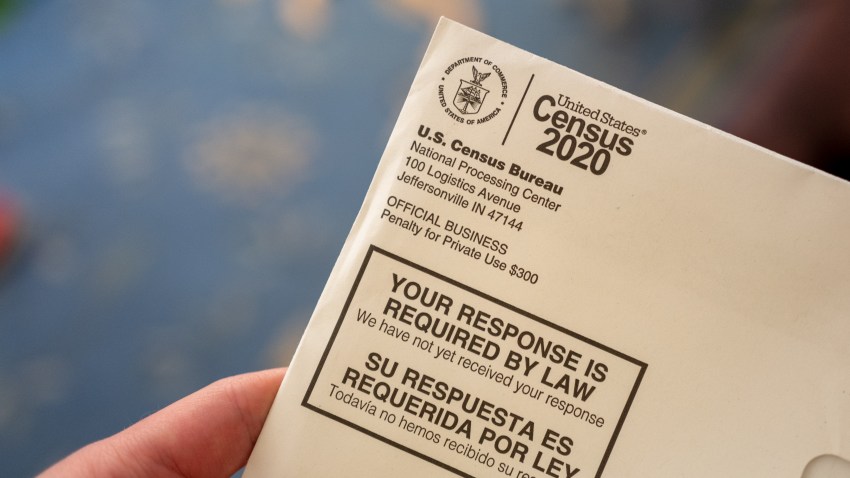 DEPARTMENT OF COMMERCE
UNITED STATES OF AMERICA
United States®
Census
2020
U.S. Census Bureau
National Processing Center
100 Logistics Avenue
Jeffersonville IN 47144
OFFICIAL BUSINESS
Penalty for Private Use $300
YOUR RESPONSE IS
REQUIRED BY LAW
We have not yet received your response
SU RESPUESTA ES
REQUERIDA POR LEY
Todavía no hemos recibido su